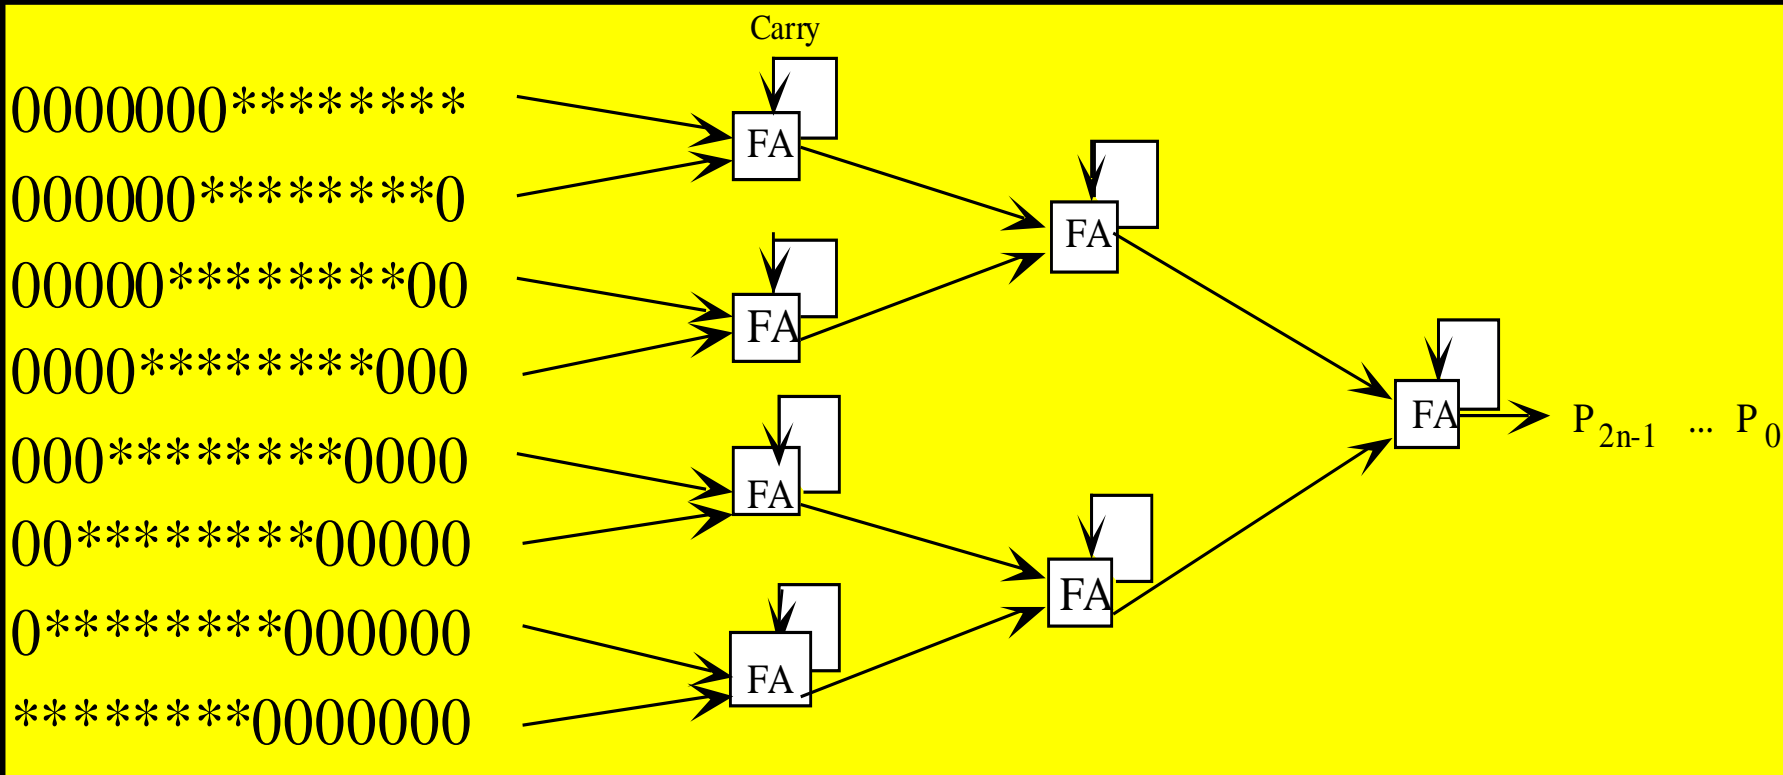 Carry
0000000********
FA
000000********0
FA
00000********00
FA
0000********000
FA P2n-1 ... P0
000********0000
FA
00********00000
FA
0********000000
FA
********0000000